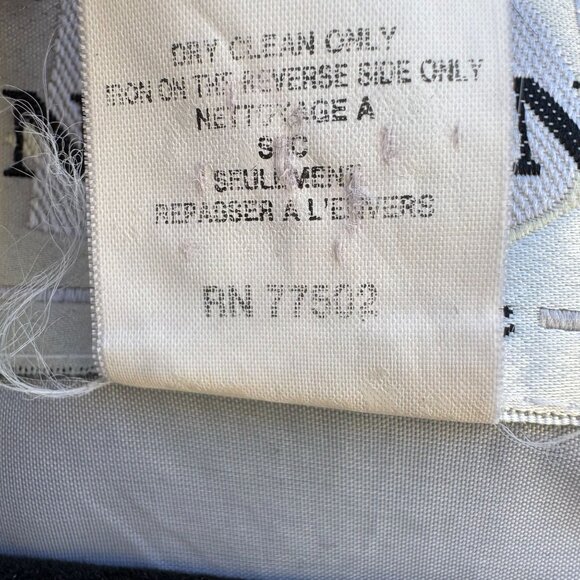 DRY CLEAN ONLY
IRON ON THE REVERSE SIDE ONLY
NETTOYAGE A
SEC
SEULEMENT
REPASSER A L'ENVERS
RN 77502
M
N